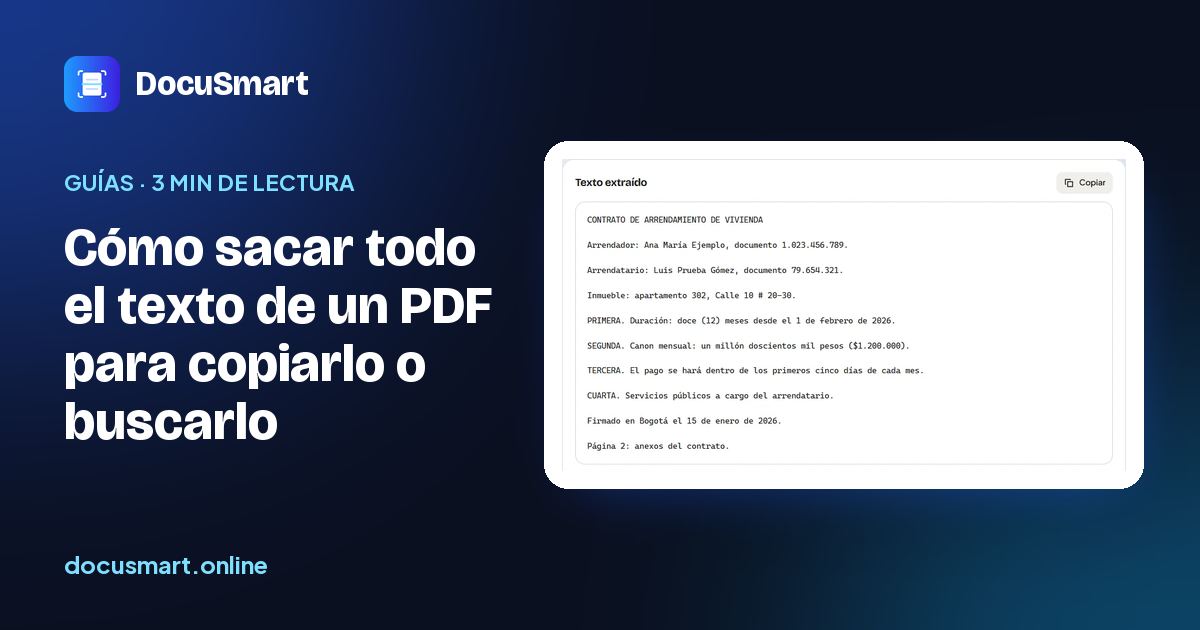 DocuSmart
GUÍAS · 3 MIN DE LECTURA
Cómo sacar todo
el texto de un PDF
para copiarlo o
buscarlo
docusmart.online
Texto extraído
Copiar
CONTRATO DE ARRENDAMIENTO DE VIVIENDA
Arrendador: Ana María Ejemplo, documento 1.023.456.789.
Arrendatario: Luis Prueba Gómez, documento 79.654.321.
Inmueble: apartamento 302, Calle 10 # 20-30.
PRIMERA. Duración: doce (12) meses desde el 1 de febrero de 2026.
SEGUNDA. Canon mensual: un millón doscientos mil pesos ($1.200.000).
TERCERA. El pago se hará dentro de los primeros cinco días de cada mes.
CUARTA. Servicios públicos a cargo del arrendatario.
Firmado en Bogotá el 15 de enero de 2026.
Página 2: anexos del contrato.